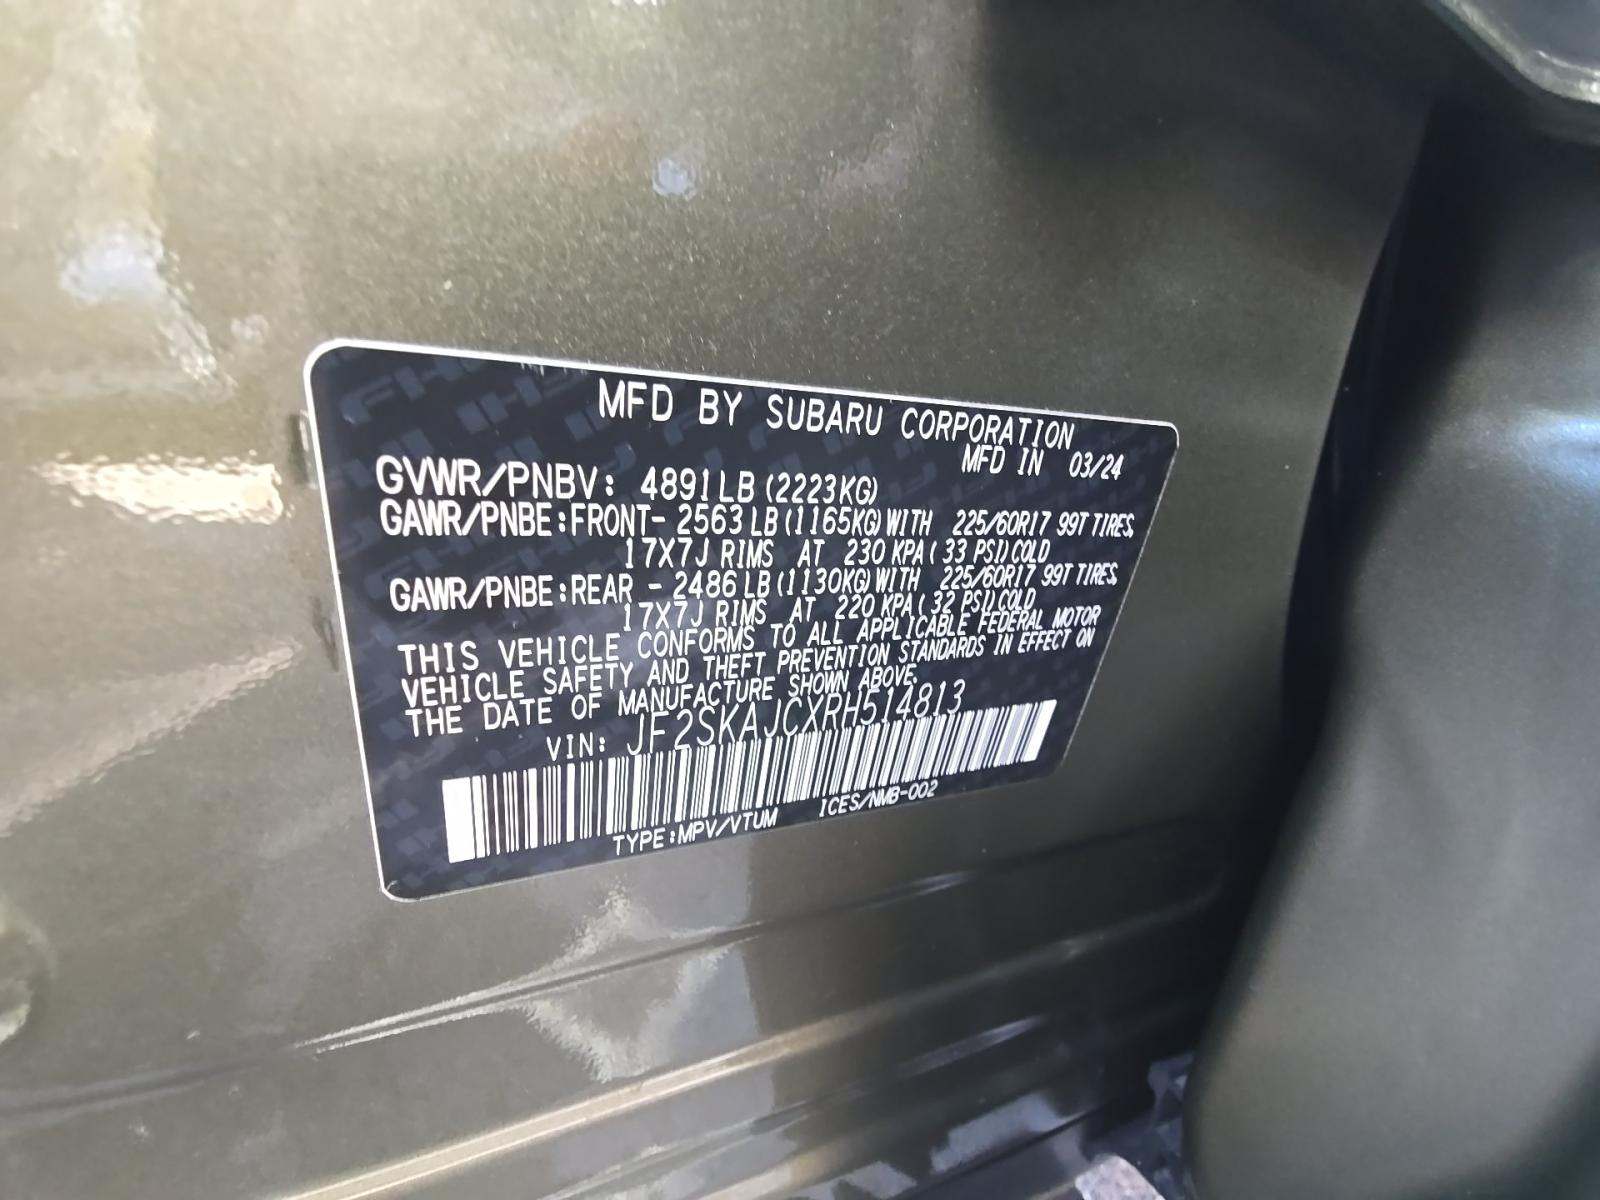 MFD BY SUBARU CORPORATION
MFD IN 03/24
GVWR/PNBV: 4891LB (2223KG)
GAWR/PNBE:FRONT- 2563 LB (1165KG) WITH 225/60R17 99T TIRES,
17X7J RIMS AT 230 KPA ( 33 PSI) COLD
GAWR/PNBE:REAR - 2486 LB (1130KG) WITH 225/60R17 99T TIRES,
17X7J RIMS AT 220 KPA ( 32 PSI) COLD
THIS VEHICLE CONFORMS TO ALL APPLICABLE FEDERAL MOTOR
VEHICLE SAFETY AND THEFT PREVENTION STANDARDS IN EFFECT ON
THE DATE OF MANUFACTURE SHOWN ABOVE.
VIN: JF2SKAJCXRH514813
TYPE:MPV/VTUM ICES/NMB-002